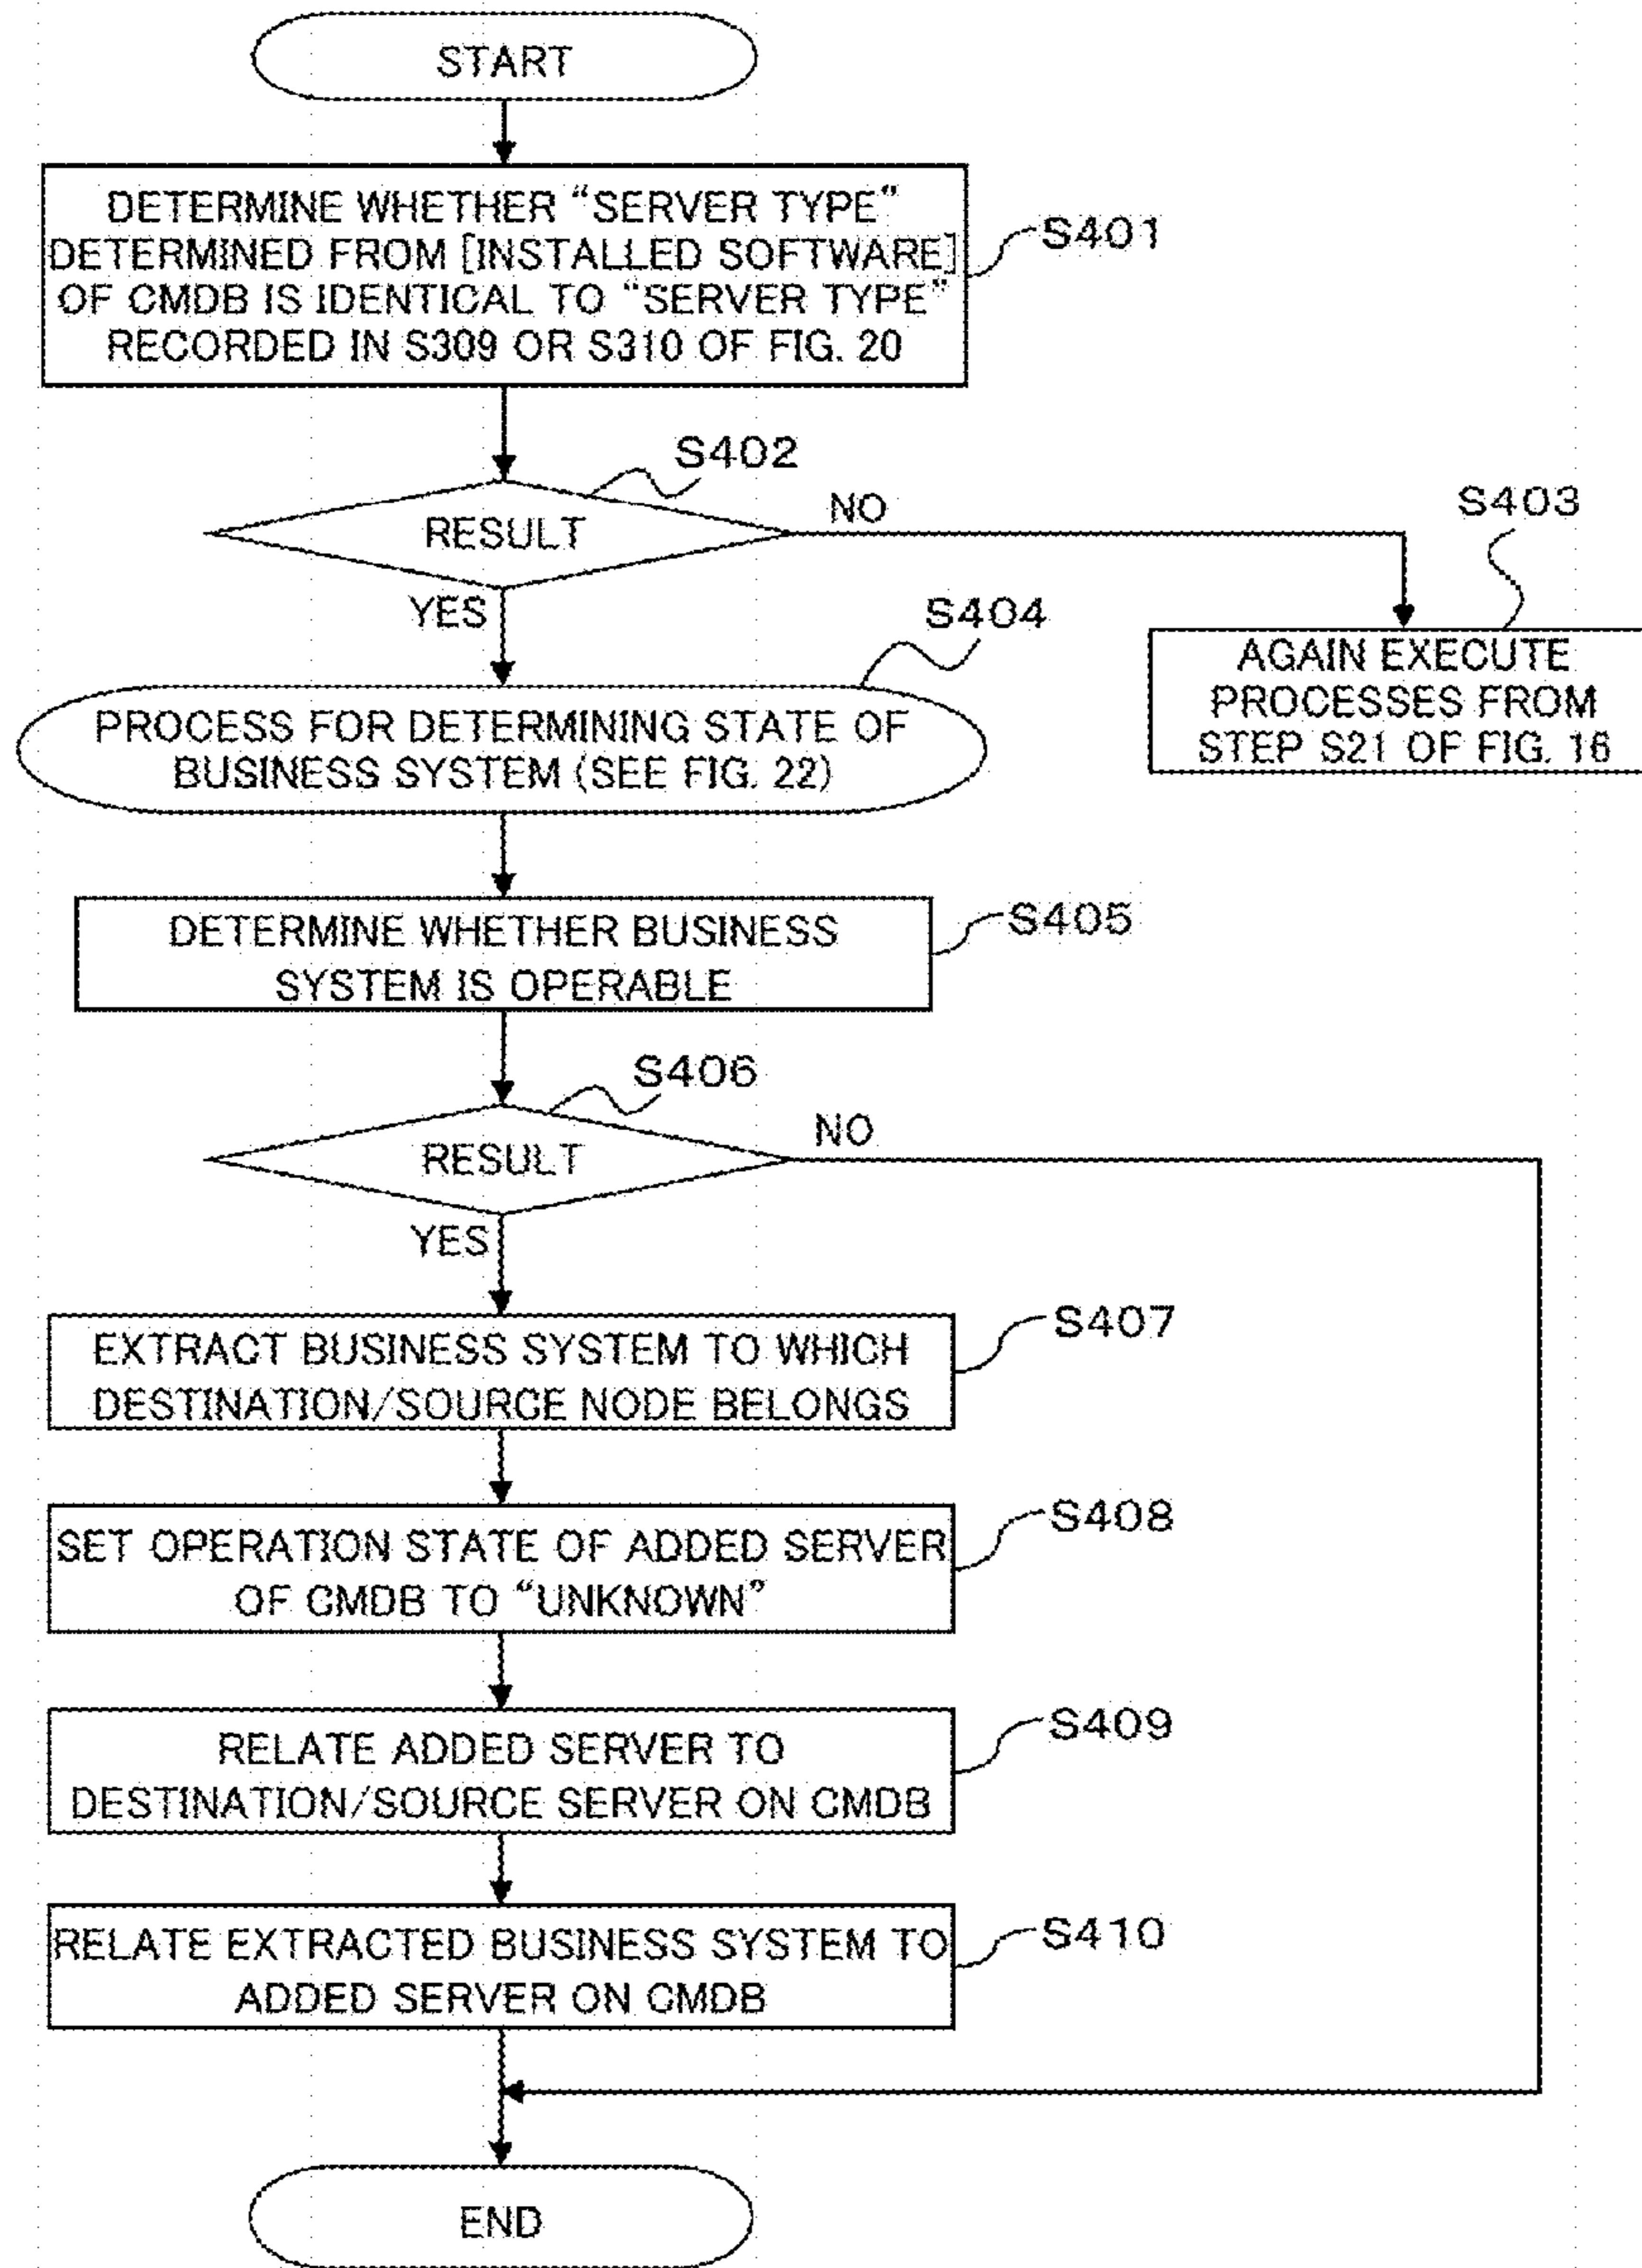 START
DETERMINE WHETHER “SERVER TYPE“
DETERMINED FROM [INSTALLED SOFTWARE]
OF CMDB IS IDENTICAL TO “SERVER TYPE“
RECORDED IN S309 OR S310 OF FIG. 20
S401
S402
RESULT
NO
YES
S403
AGAIN EXECUTE
PROCESSES FROM
STEP S21 OF FIG. 16
S404
PROCESS FOR DETERMINING STATE OF
BUSINESS SYSTEM (SEE FIG. 22)
DETERMINE WHETHER BUSINESS
SYSTEM IS OPERABLE
S405
S406
RESULT
NO
YES
EXTRACT BUSINESS SYSTEM TO WHICH
DESTINATION/SOURCE NODE BELONGS
S407
SET OPERATION STATE OF ADDED SERVER
OF CMDB TO “UNKNOWN”
S408
RELATE ADDED SERVER TO
DESTINATION/SOURCE SERVER ON CMDB
S409
RELATE EXTRACTED BUSINESS SYSTEM TO
ADDED SERVER ON CMDB
S410
END